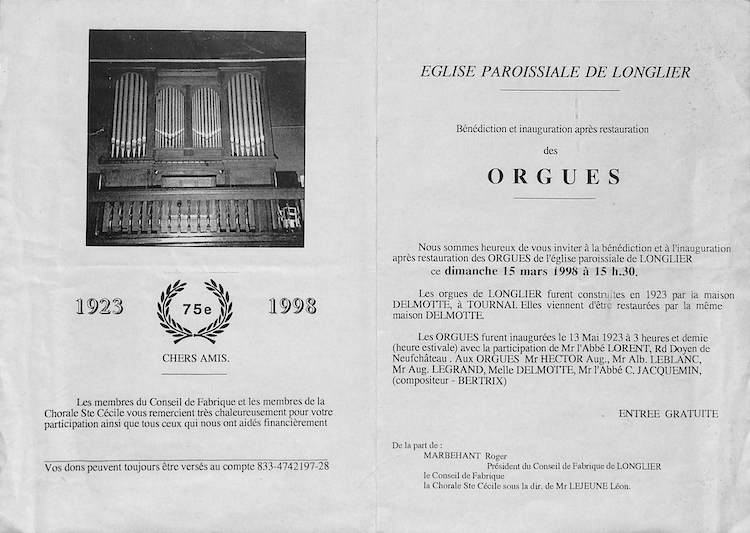 1923 75e 1998
CHERS AMIS.
Les membres du Conseil de Fabrique et les membres de la
Chorale Ste Cécile vous remercient très chaleureusement pour votre
participation ainsi que tous ceux qui nous ont aidés financièrement
Vos dons peuvent toujours être versés au compte 833-4742197-28
EGLISE PAROISSIALE DE LONGLIER
Bénédiction et inauguration après restauration
des
ORGUES
Nous sommes heureux de vous inviter à la bénédiction et à l'inauguration
après restauration des ORGUES de l'église paroissiale de LONGLIER
ce dimanche 15 mars 1998 à 15 h.30.
Les orgues de LONGLIER furent construites en 1923 par la maison
DELMOTTE, à TOURNAI. Elles viennent d'être restaurées par la même
maison DELMOTTE.
Les ORGUES furent inaugurées le 13 Mai 1923 à 3 heures et demie
(heure estivale) avec la participation de Mr l'Abbé LORENT, Rd Doyen de
Neufchâteau . Aux ORGUES Mr HECTOR Aug., Mr Alb. LEBLANC,
Mr Aug. LEGRAND, Melle DELMOTTE, Mr l'Abbé C. JACQUEMIN,
(compositeur - BERTRIX)
ENTREE GRATUITE
De la part de :
MARBEHANT Roger
Président du Conseil de Fabrique de LONGLIER
le Conseil de Fabrique
la Chorale Ste Cécile sous la dir. de Mr LEJEUNE Léon.